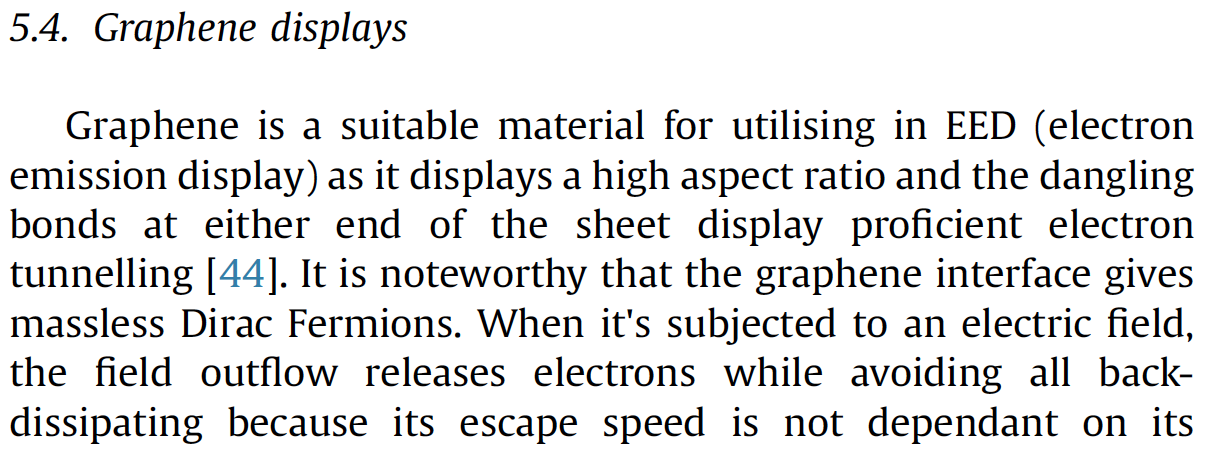 5.4. Graphene displays
Graphene is a suitable material for utilising in EED (electron
emission display) as it displays a high aspect ratio and the dangling
bonds at either end of the sheet display proficient electron
tunnelling [44]. It is noteworthy that the graphene interface gives
massless Dirac Fermions. When it's subjected to an electric field,
the field outflow releases electrons while avoiding all back-
dissipating because its escape speed is not dependant on its